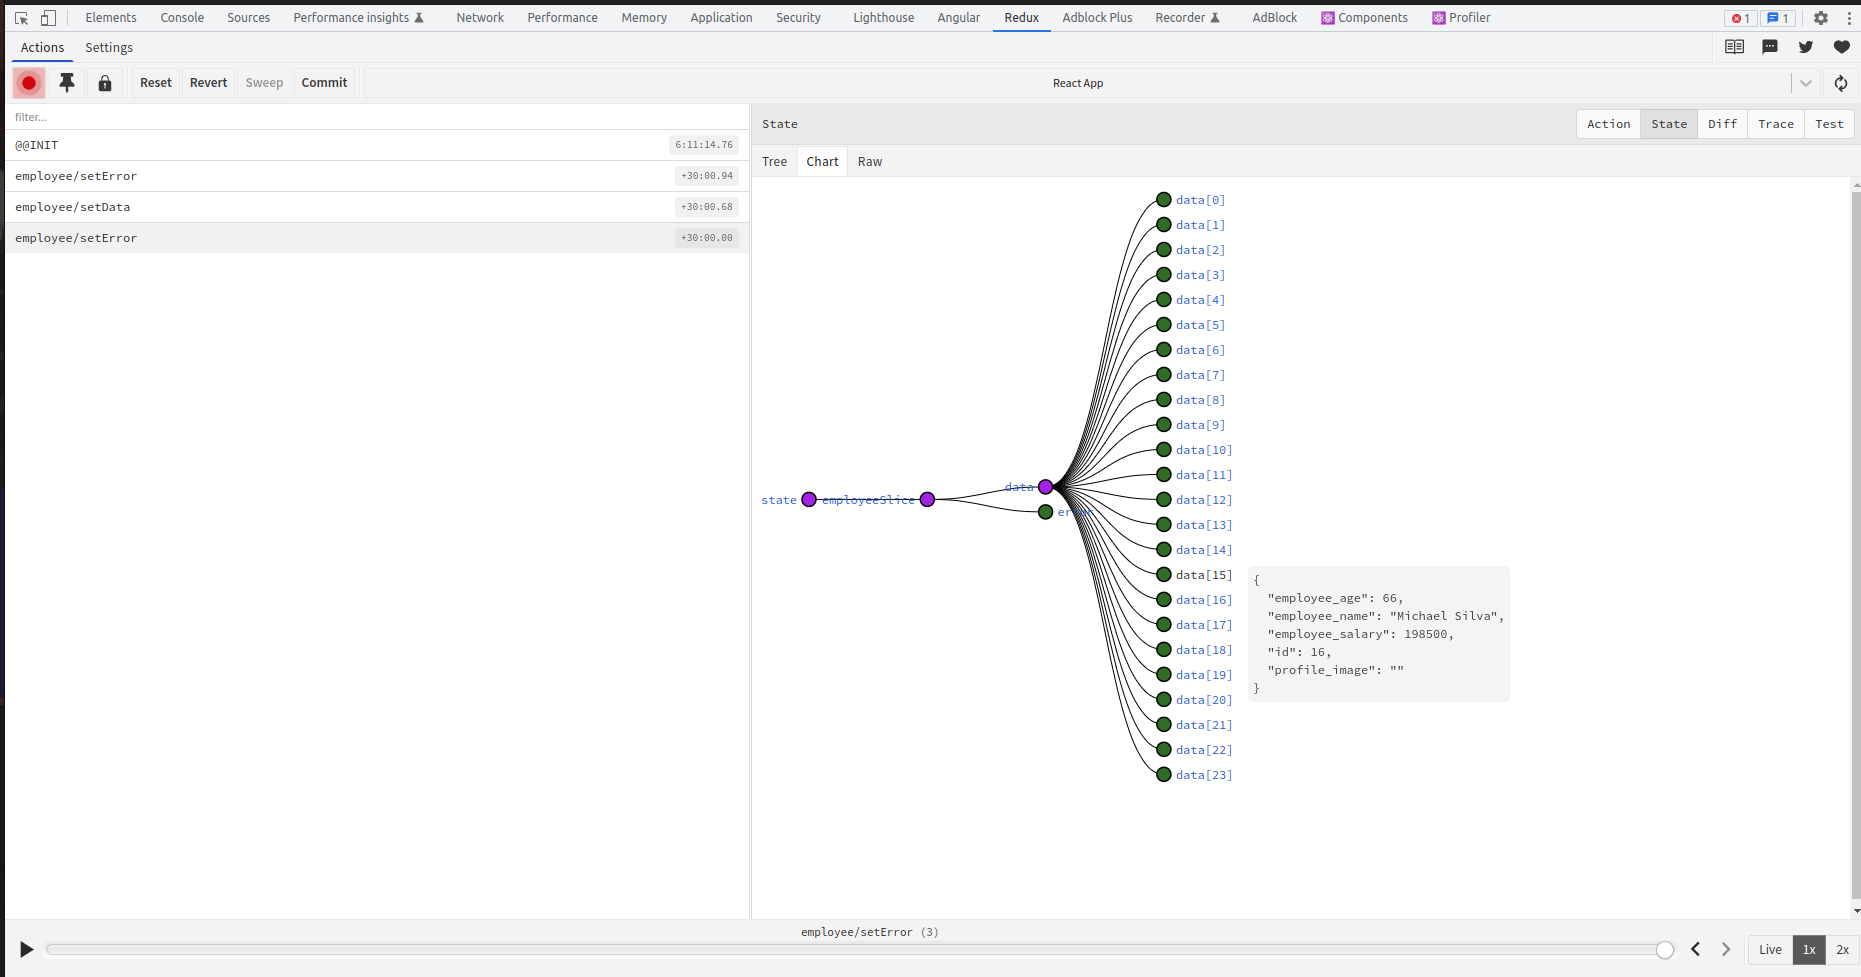 Elements Console Sources Performance insights Network Performance Memory Application Security Lighthouse Angular Redux Adblock Plus Recorder AdBlock Components Profiler 1 1
Actions Settings
Reset Revert Sweep Commit React App
filter...
@@INIT 6:11:14.76
employee/setError +30:00.94
employee/setData +30:00.68
employee/setError +30:00.00
State Action State Diff Trace Test
Tree Chart Raw
data[0]
data[1]
data[2]
data[3]
data[4]
data[5]
data[6]
data[7]
data[8]
data[9]
data[10]
data[11]
data
state employeeSlice data[12]
error
data[13]
data[14]
data[15]
data[16]
data[17]
data[18]
data[19]
data[20]
data[21]
data[22]
data[23]
{
"employee_age": 66,
"employee_name": "Michael Silva",
"employee_salary": 198500,
"id": 16,
"profile_image": ""
}
employee/setError (3)
Live 1x 2x